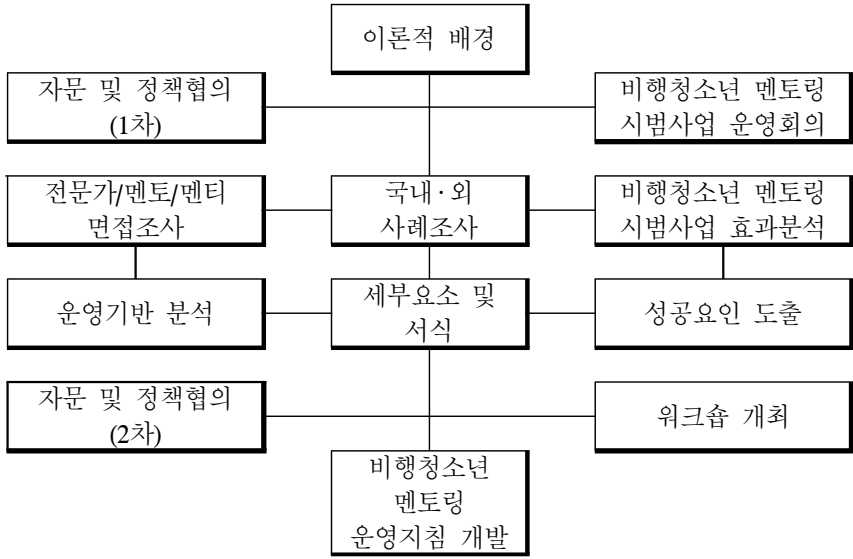 이론적 배경
자문 및 정책협의
(1차)
비행청소년 멘토링
시범사업 운영회의
전문가/멘토/멘티
면접조사
국내·외
사례조사
비행청소년 멘토링
시범사업 효과분석
운영기반 분석
세부요소 및
서식
성공요인 도출
자문 및 정책협의
(2차)
워크숍 개최
비행청소년
멘토링
운영지침 개발